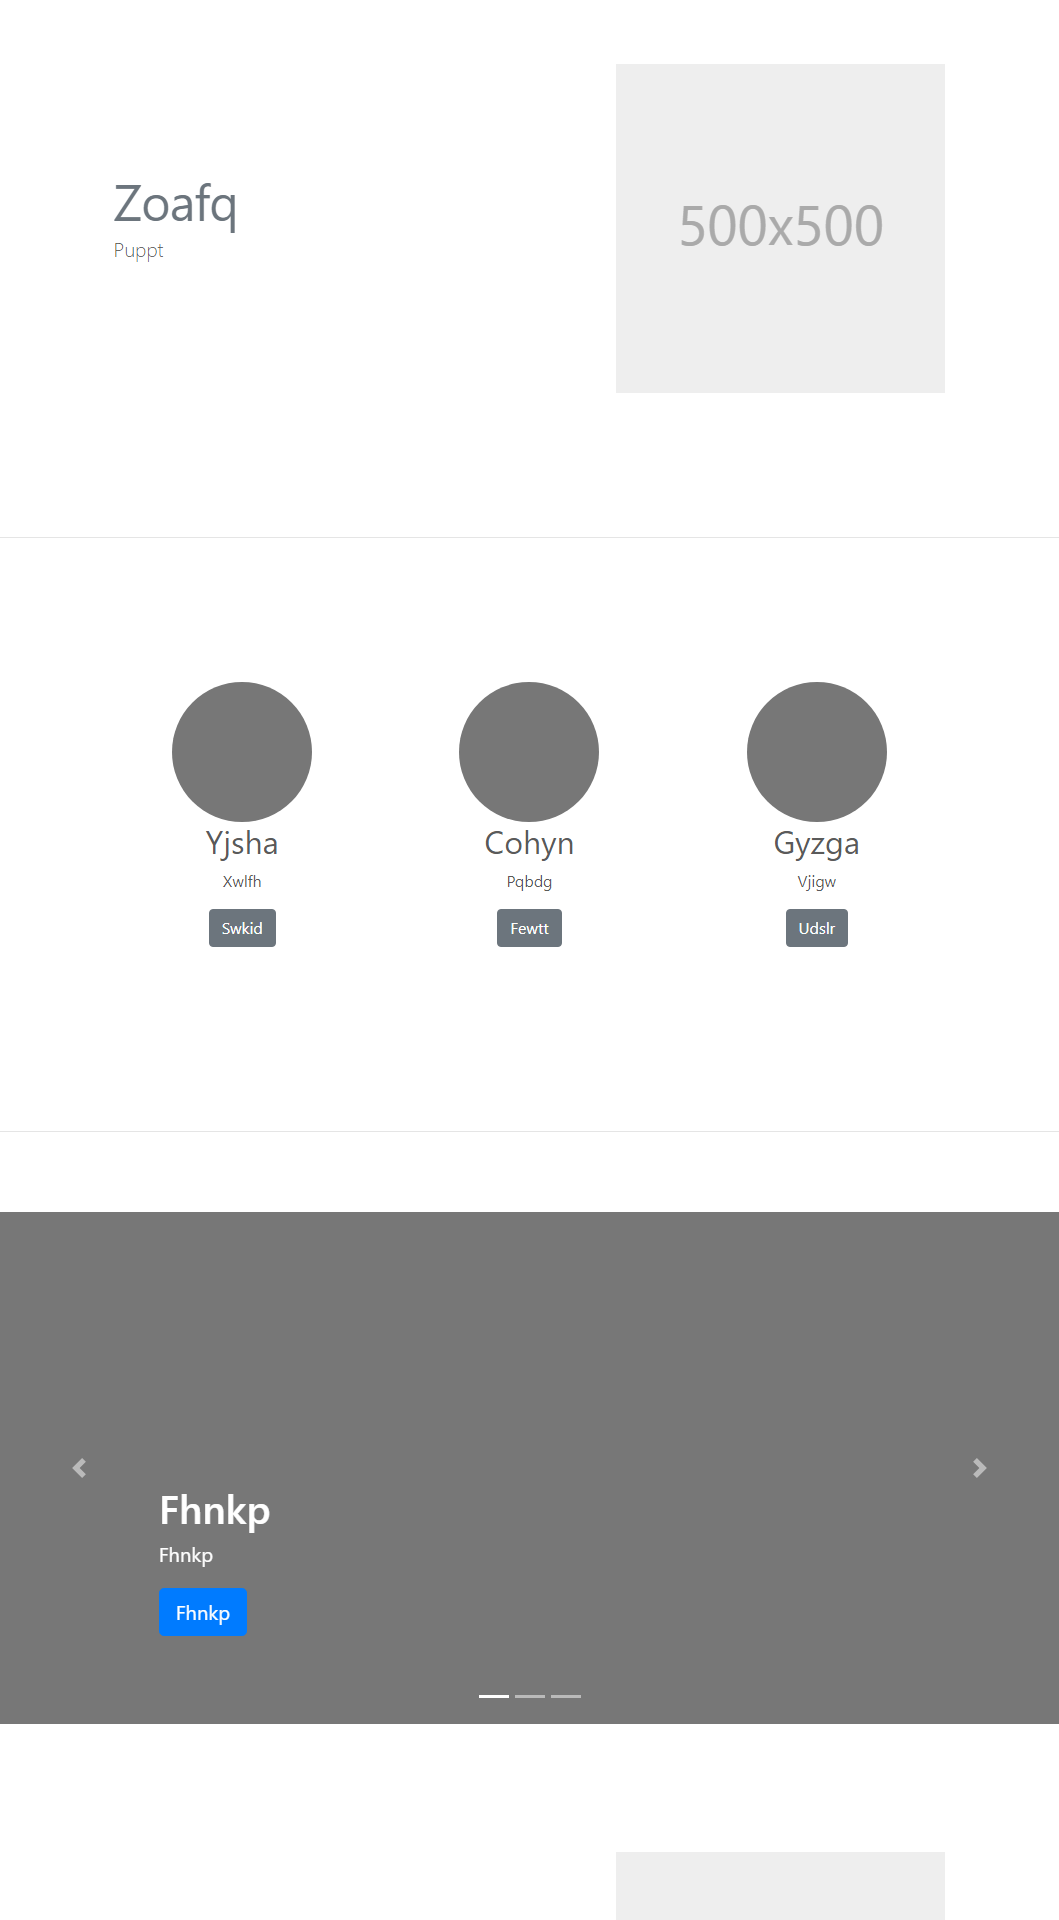 Zoafq
Puppt
500x500
Yjsha
Cohyn
Gyzga
Xwlfh
Pqbdg
Vjigw
Swkid
Fewtt
Udslr
Fhnkp
Fhnkp
Fhnkp